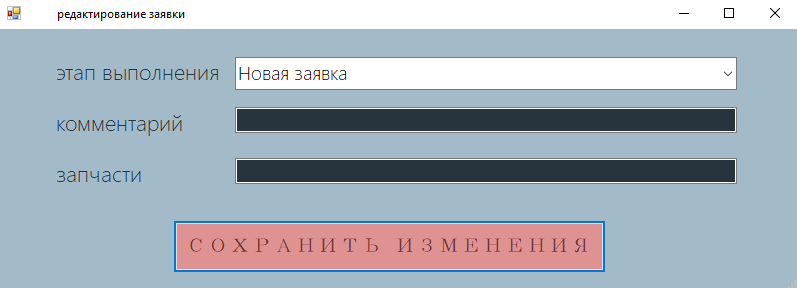 редактирование заявки
этап выполнения Новая заявка
комментарий
запчасти
СОХРАНИТЬ ИЗМЕНЕНИЯ